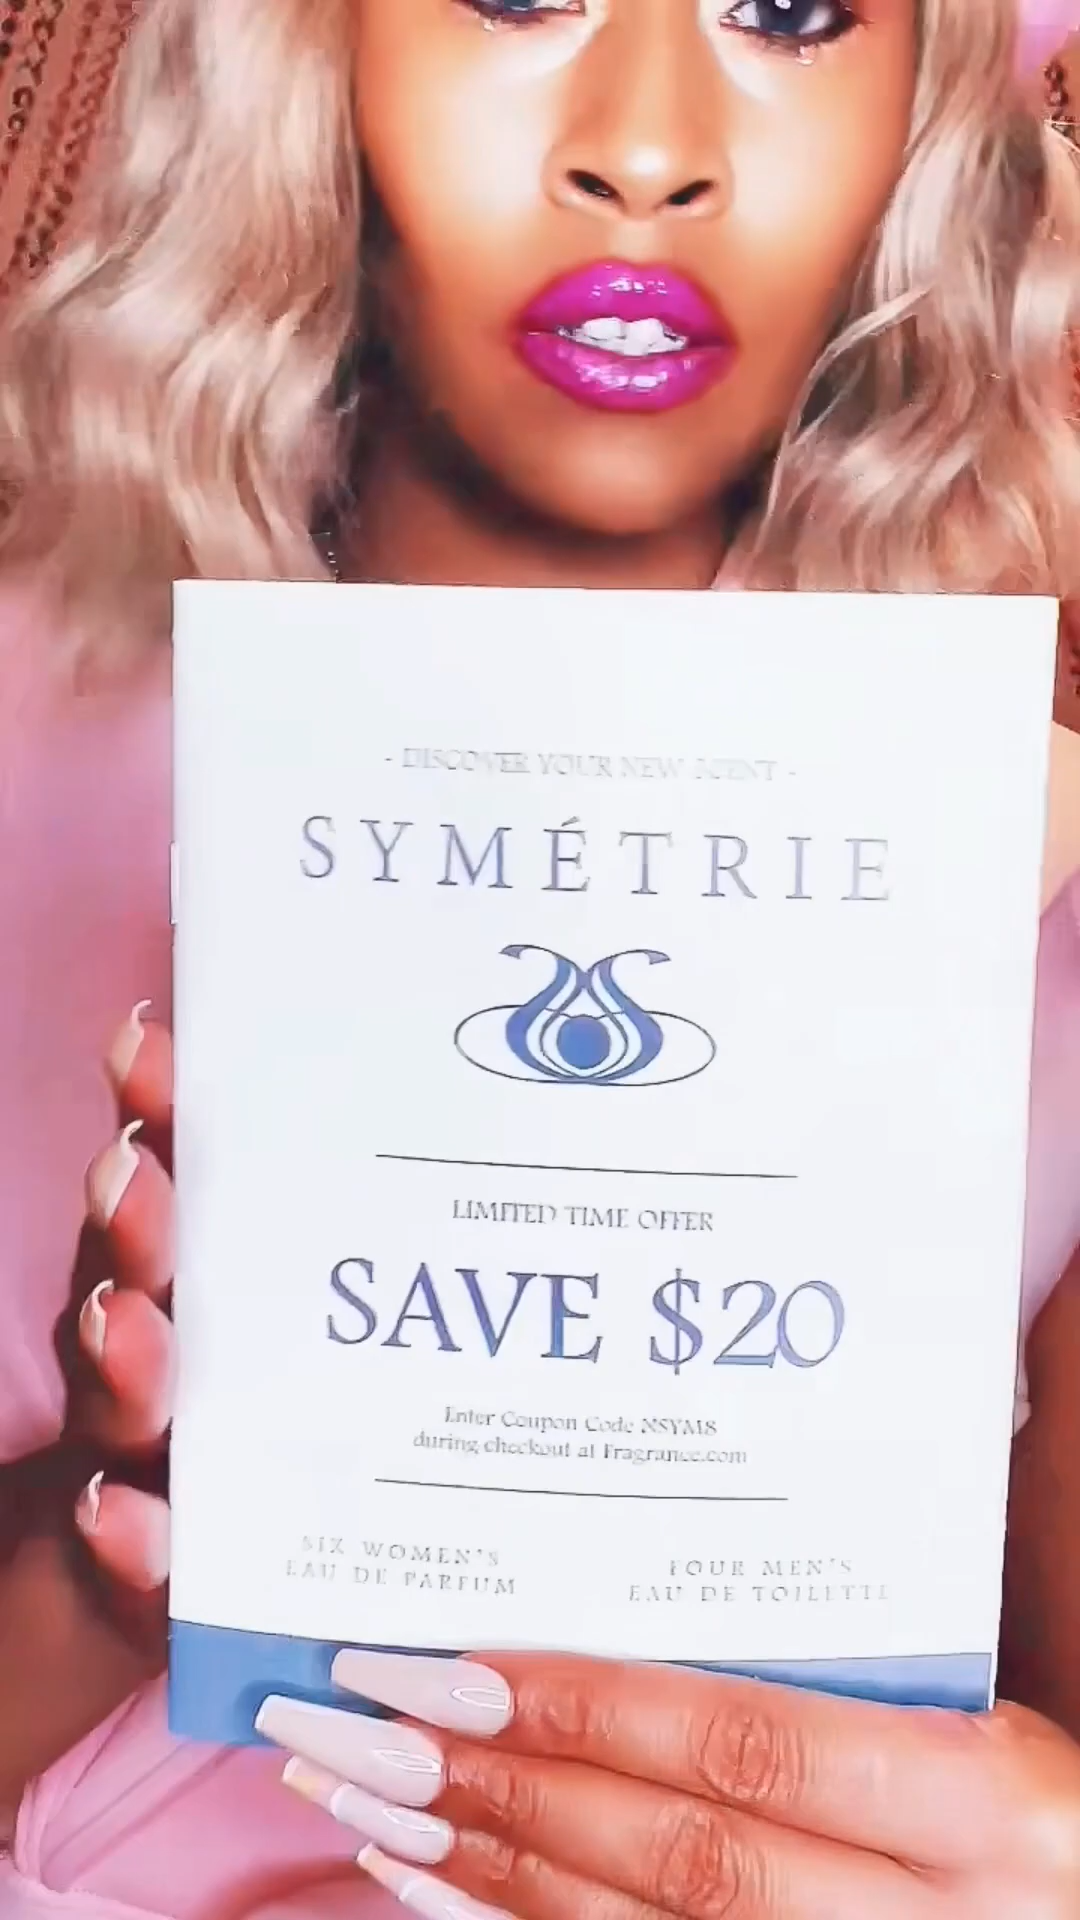 - DISCOVER YOUR NEW SCENT -
SYMÉTRIE
LIMITED TIME OFFER
SAVE $20
Enter Coupon Code NSYM8
during checkout at Fragrance.com
SIX WOMEN'S
EAU DE PARFUM
FOUR MEN'S
EAU DE TOILETTE